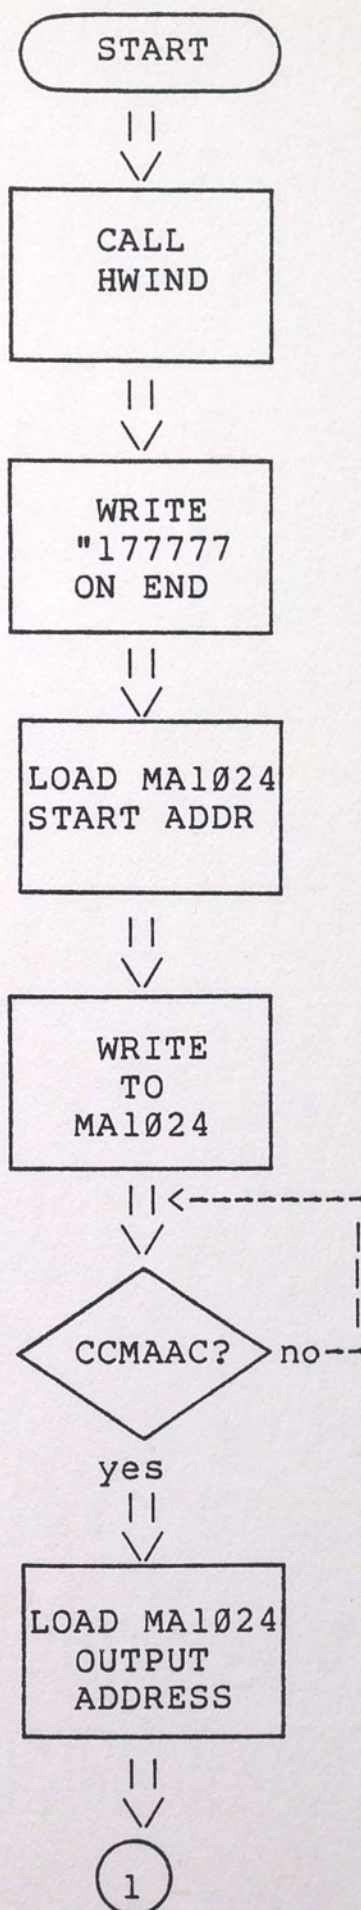 START
CALL
HWIND
WRITE
"177777
ON END
LOAD MA1Ø24
START ADDR
WRITE
TO
MA1Ø24
CCMAAC? no
yes
LOAD MA1Ø24
OUTPUT
ADDRESS
1